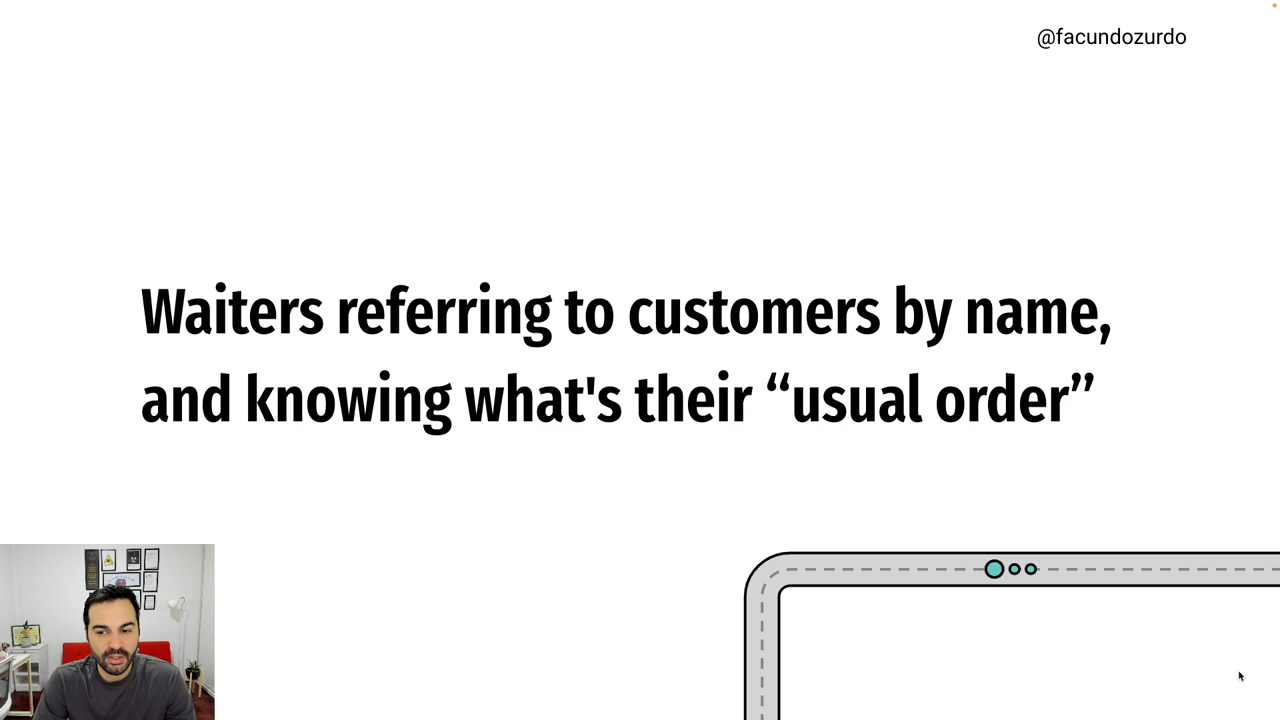 @facundozurdo
Waiters referring to customers by name,
and knowing what's their “usual order”